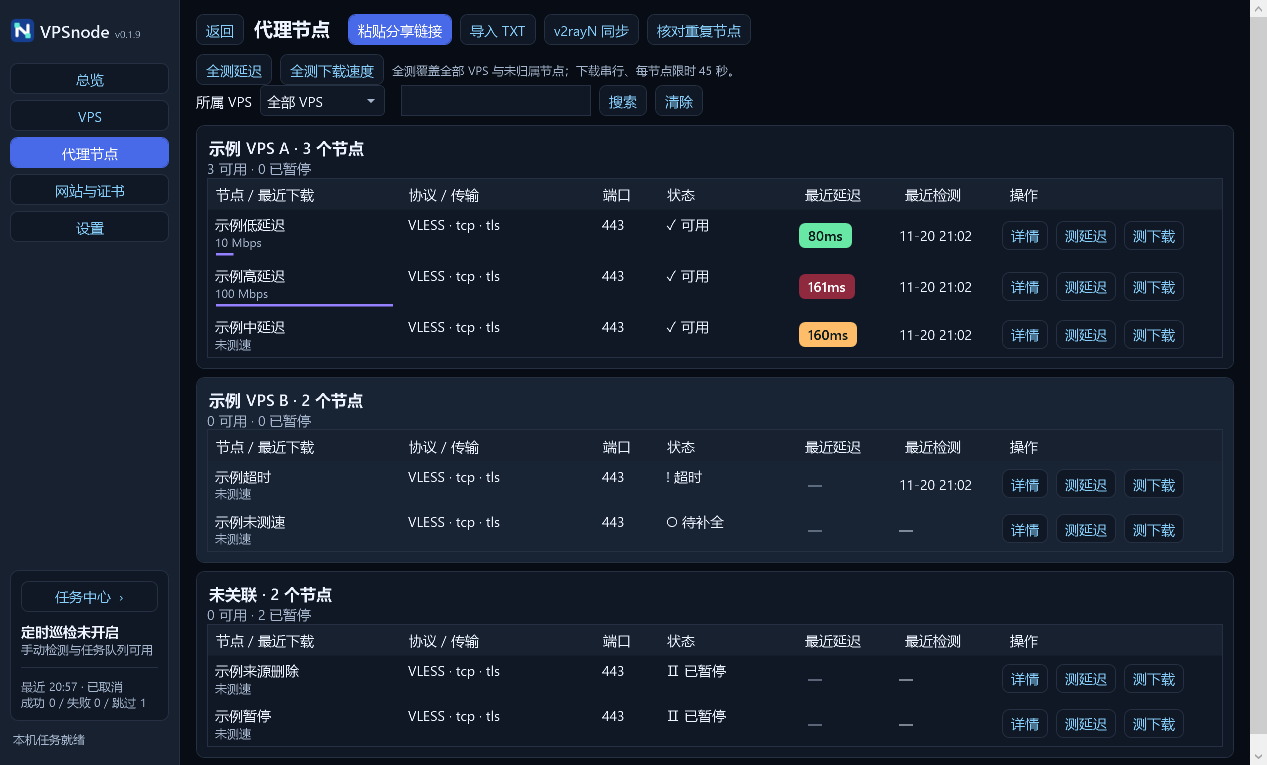 VPSnode v0.1.9
总览
VPS
代理节点
网站与证书
设置
任务中心 ›
定时巡检未开启
手动检测与任务队列可用
最近 20:57 · 已取消
成功 0 / 失败 0 / 跳过 1
本机任务就绪
返回 代理节点 粘贴分享链接 导入 TXT v2rayN 同步 核对重复节点
全测延迟 全测下载速度 全测覆盖全部 VPS 与未归属节点；下载串行、每节点限时 45 秒。
所属 VPS 全部 VPS 搜索 清除
示例 VPS A · 3 个节点
3 可用 · 0 已暂停
节点 / 最近下载 协议 / 传输 端口 状态 最近延迟 最近检测 操作
示例低延迟 VLESS · tcp · tls 443 ✓ 可用 80ms 11-20 21:02 详情 测延迟 测下载
10 Mbps
示例高延迟 VLESS · tcp · tls 443 ✓ 可用 161ms 11-20 21:02 详情 测延迟 测下载
100 Mbps
示例中延迟 VLESS · tcp · tls 443 ✓ 可用 160ms 11-20 21:02 详情 测延迟 测下载
未测速
示例 VPS B · 2 个节点
0 可用 · 0 已暂停
节点 / 最近下载 协议 / 传输 端口 状态 最近延迟 最近检测 操作
示例超时 VLESS · tcp · tls 443 ! 超时 — 11-20 21:02 详情 测延迟 测下载
未测速
示例未测速 VLESS · tcp · tls 443 ○ 待补全 — — 详情 测延迟 测下载
未测速
未关联 · 2 个节点
0 可用 · 2 已暂停
节点 / 最近下载 协议 / 传输 端口 状态 最近延迟 最近检测 操作
示例来源删除 VLESS · tcp · tls 443 Ⅱ 已暂停 — — 详情 测延迟 测下载
未测速
示例暂停 VLESS · tcp · tls 443 Ⅱ 已暂停 — — 详情 测延迟 测下载
未测速